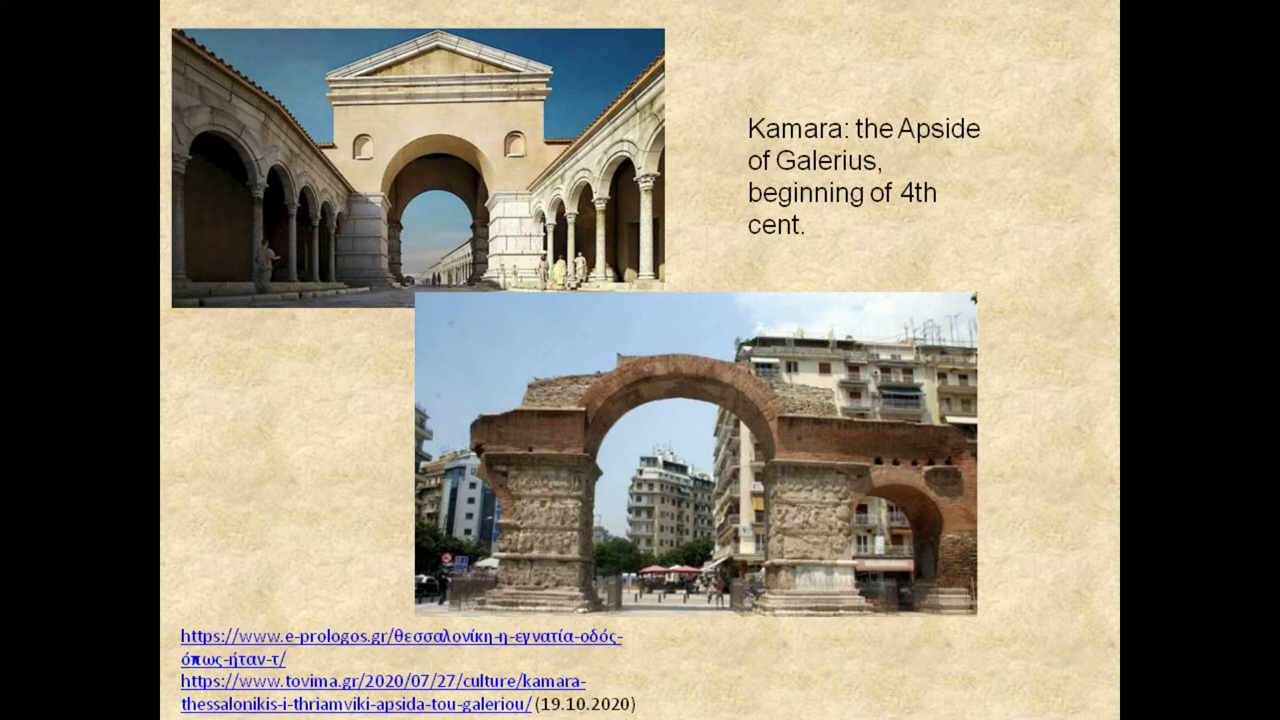 Kamara: the Apside
of Galerius,
beginning of 4th
cent.
https://www.e-prologos.gr/θεσσαλονίκη-η-εγνατία-οδός-
όπως-ήταν-τ/
https://www.tovima.gr/2020/07/27/culture/kamara-
thessalonikis-i-thriamviki-apsida-tou-galeriou/ (19.10.2020)